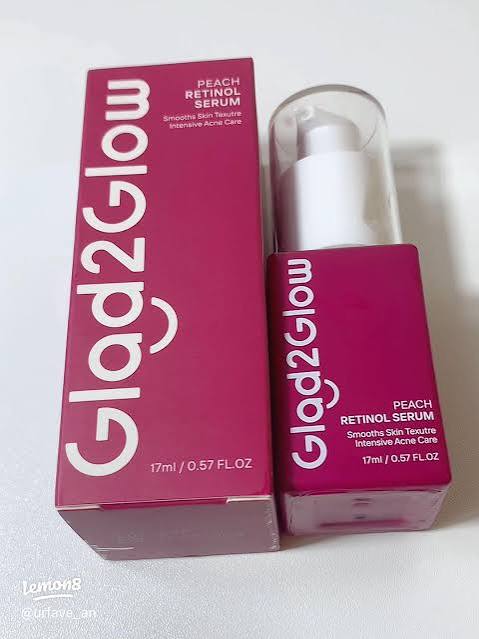 Glad2Glow
PEACH
RETINOL
SERUM
Smooths Skin Texutre
Intensive Acne Care
17ml / 0.57 FL.OZ
Glad2Glow
PEACH
RETINOL SERUM
Smooths Skin Texutre
Intensive Acne Care
17ml / 0.57 FL.OZ
lemon8
@urfave_an